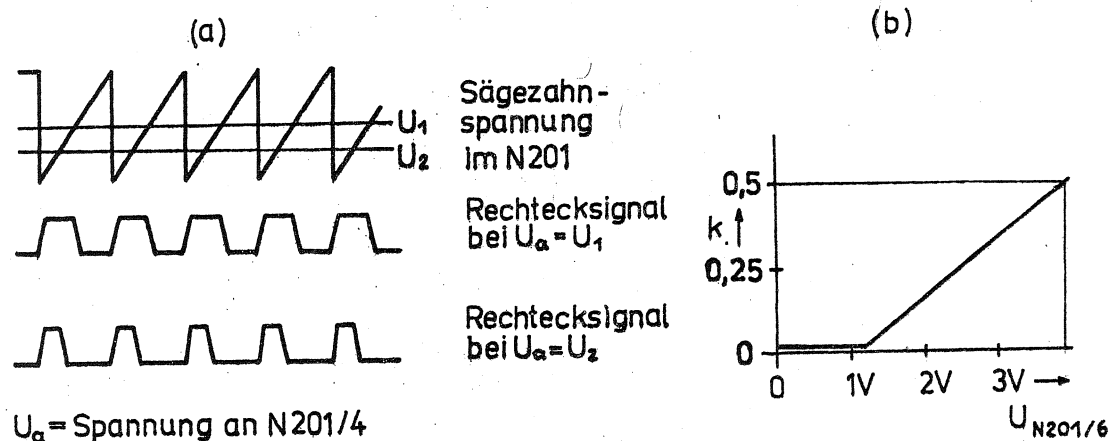 (a)
U₁
U₂
Sägezahn-
spannung
im N201
Rechtecksignal
bei Uₐ=U₁
Rechtecksignal
bei Uₐ=U₂
Uₐ = Spannung an N201/4
(b)
0,5
k
0,25
0
0 1V 2V 3V
U N201/6